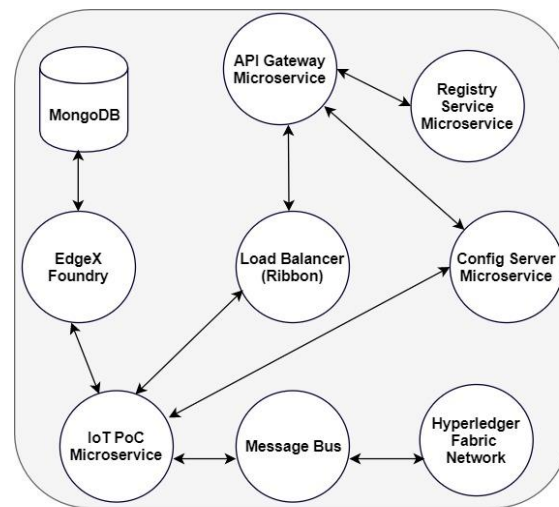 API Gateway
Microservice
MongoDB
Registry
Service
Microservice
EdgeX
Foundry
Load Balancer
(Ribbon)
Config Server
Microservice
IoT PoC
Microservice
Message Bus
Hyperledger
Fabric
Network